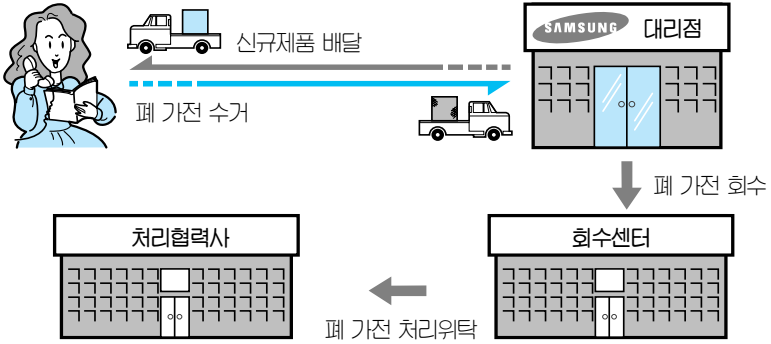 SAMSUNG 대리점
신규제품 배달
폐 가전 수거
폐 가전 회수
처리협력사
회수센터
폐 가전 처리위탁